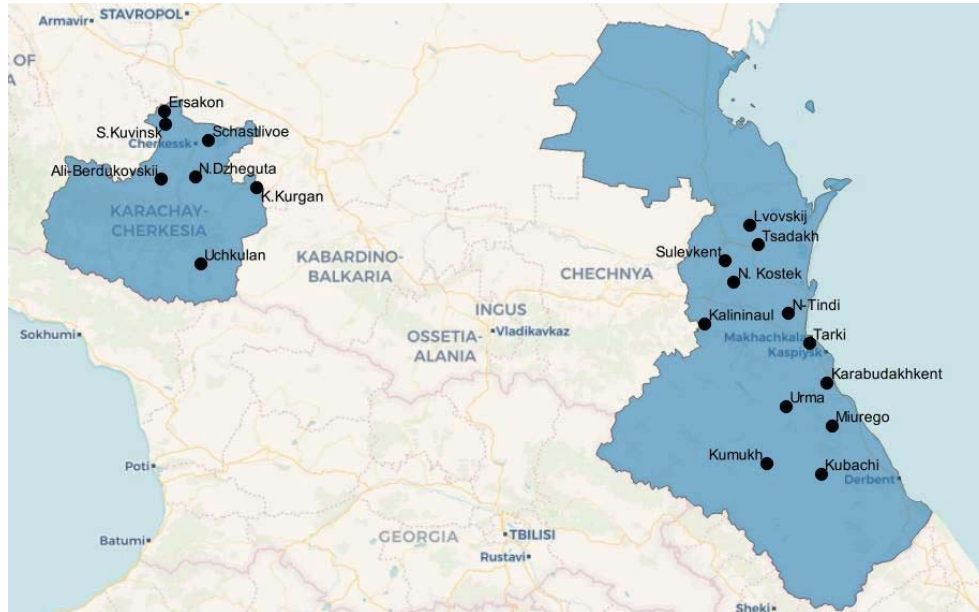 Armavir
STAVROPOL
OF
Ersakon
S.Kuvinsk
Schastlivoe
Cherkessk
Ali-Berdukovskij
N.Dzheguta
K.Kurgan
KARACHAY-
CHERKESIA
Uchkulan
Lvovskij
Tsadakh
Sulevkent
KABARDINO-
BALKARIA
CHECHNYA
N. Kostek
INGUS
N-Tindi
Kalininaul
Sokhumi
OSSETIA-
ALANIA
Vladikavkaz
Makhachkala
Tarki
Kaspiysk
Karabudakhkent
Urma
Miurego
Kumukh
Kubachi
Poti
Derbent
Batumi
GEORGIA
TBILISI
Rustavi
Sheki